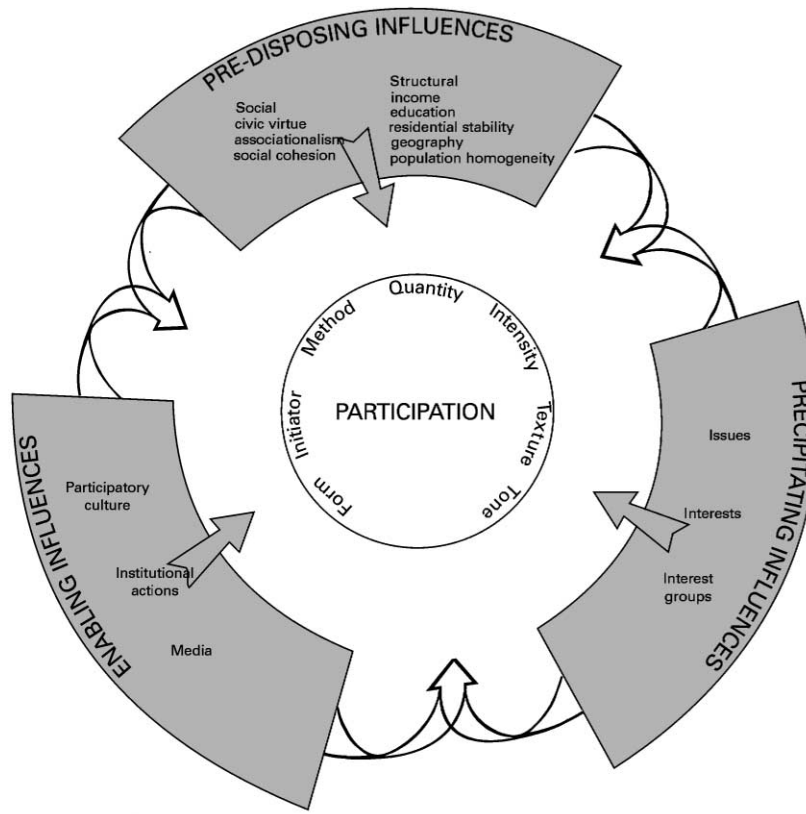 PRE-DISPOSING INFLUENCES
Social
civic virtue
associationalism
social cohesion
Structural
income
education
residential stability
geography
population homogeneity
Form
Initiator
Method
Quantity
Intensity
Texture
Tone
PARTICIPATION
ENABLING INFLUENCES
Participatory
culture
Institutional
actions
Media
PRECIPITATING INFLUENCES
Issues
Interests
Interest
groups